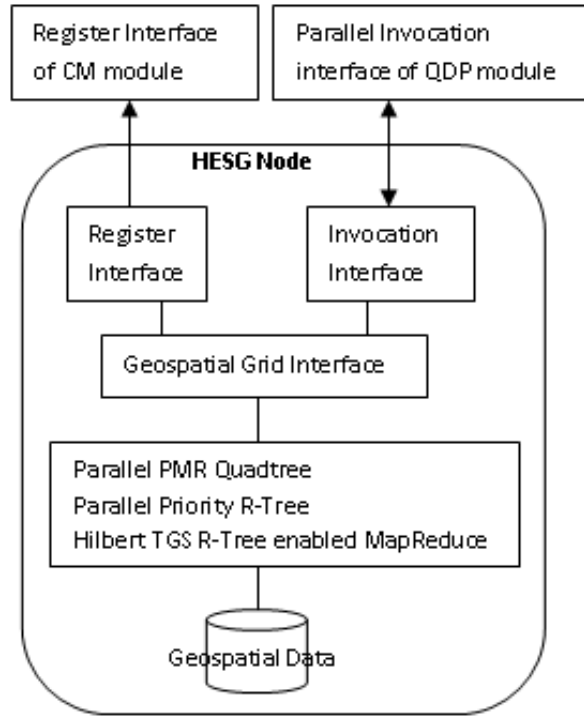 Register Interface
of CM module
Parallel Invocation
interface of QDP module
HESG Node
Register
Interface
Invocation
Interface
Geospatial Grid Interface
Parallel PMR Quadtree
Parallel Priority R-Tree
Hilbert TGS R-Tree enabled MapReduce
Geospatial Data